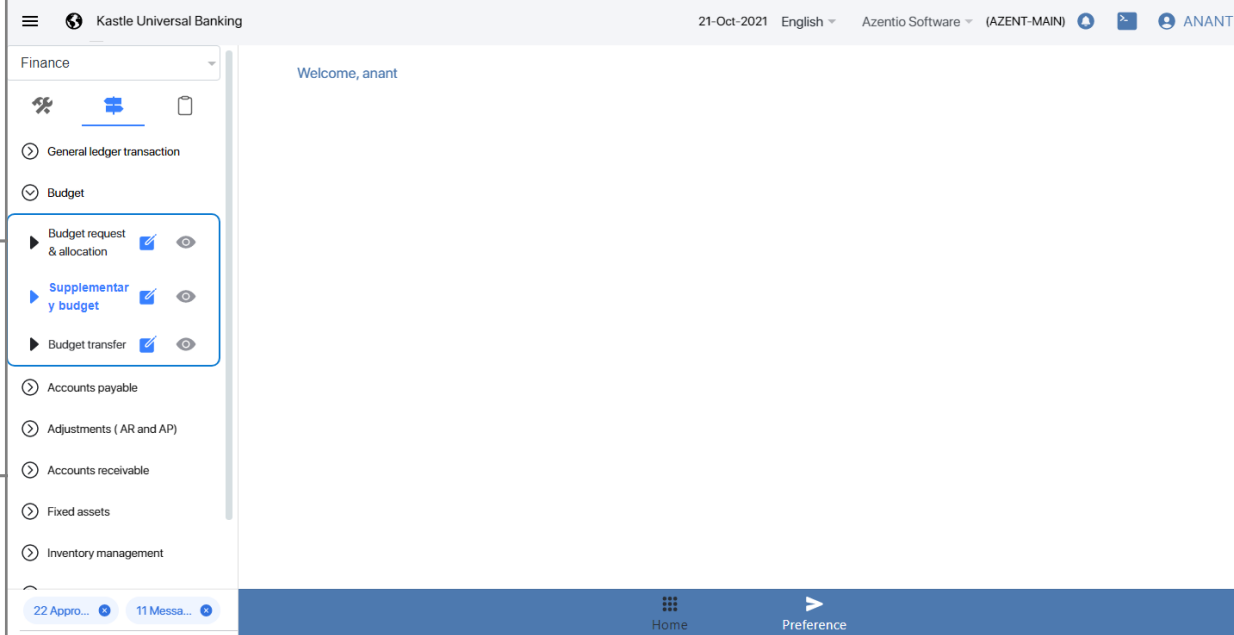 Kastle Universal Banking
21-Oct-2021 English Azentio Software (AZENT-MAIN) ANANT
Finance
Welcome, anant
General ledger transaction
Budget
Budget request
& allocation
Supplementar
y budget
Budget transfer
Accounts payable
Adjustments ( AR and AP)
Accounts receivable
Fixed assets
Inventory management
22 Appro... 11 Messa...
Home
Preference